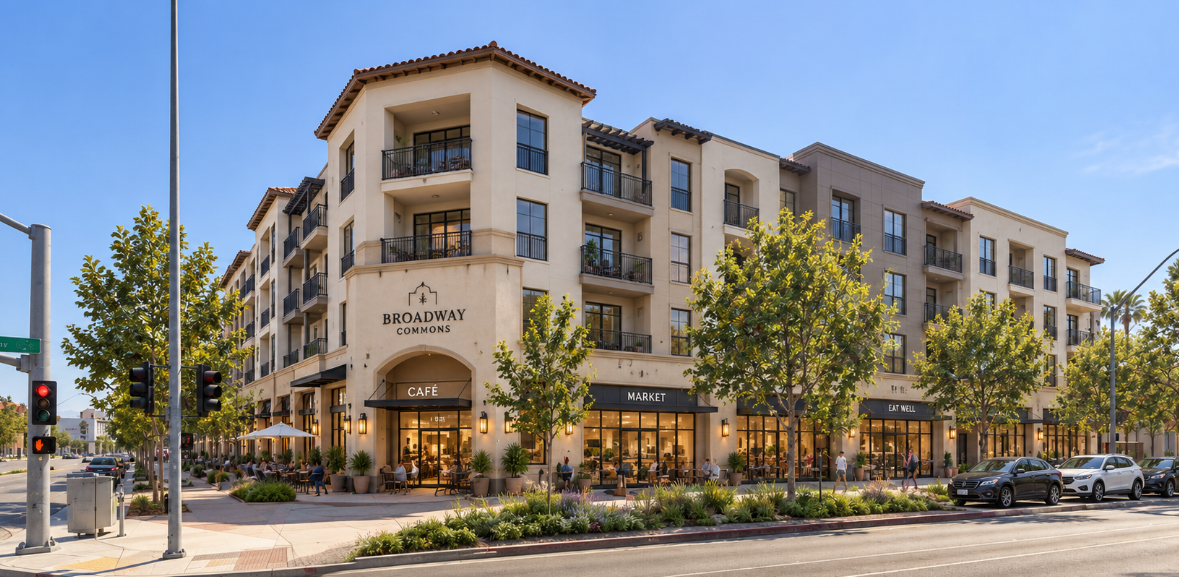 BROADWAY
COMMONS
CAFÉ
MARKET
EAT WELL